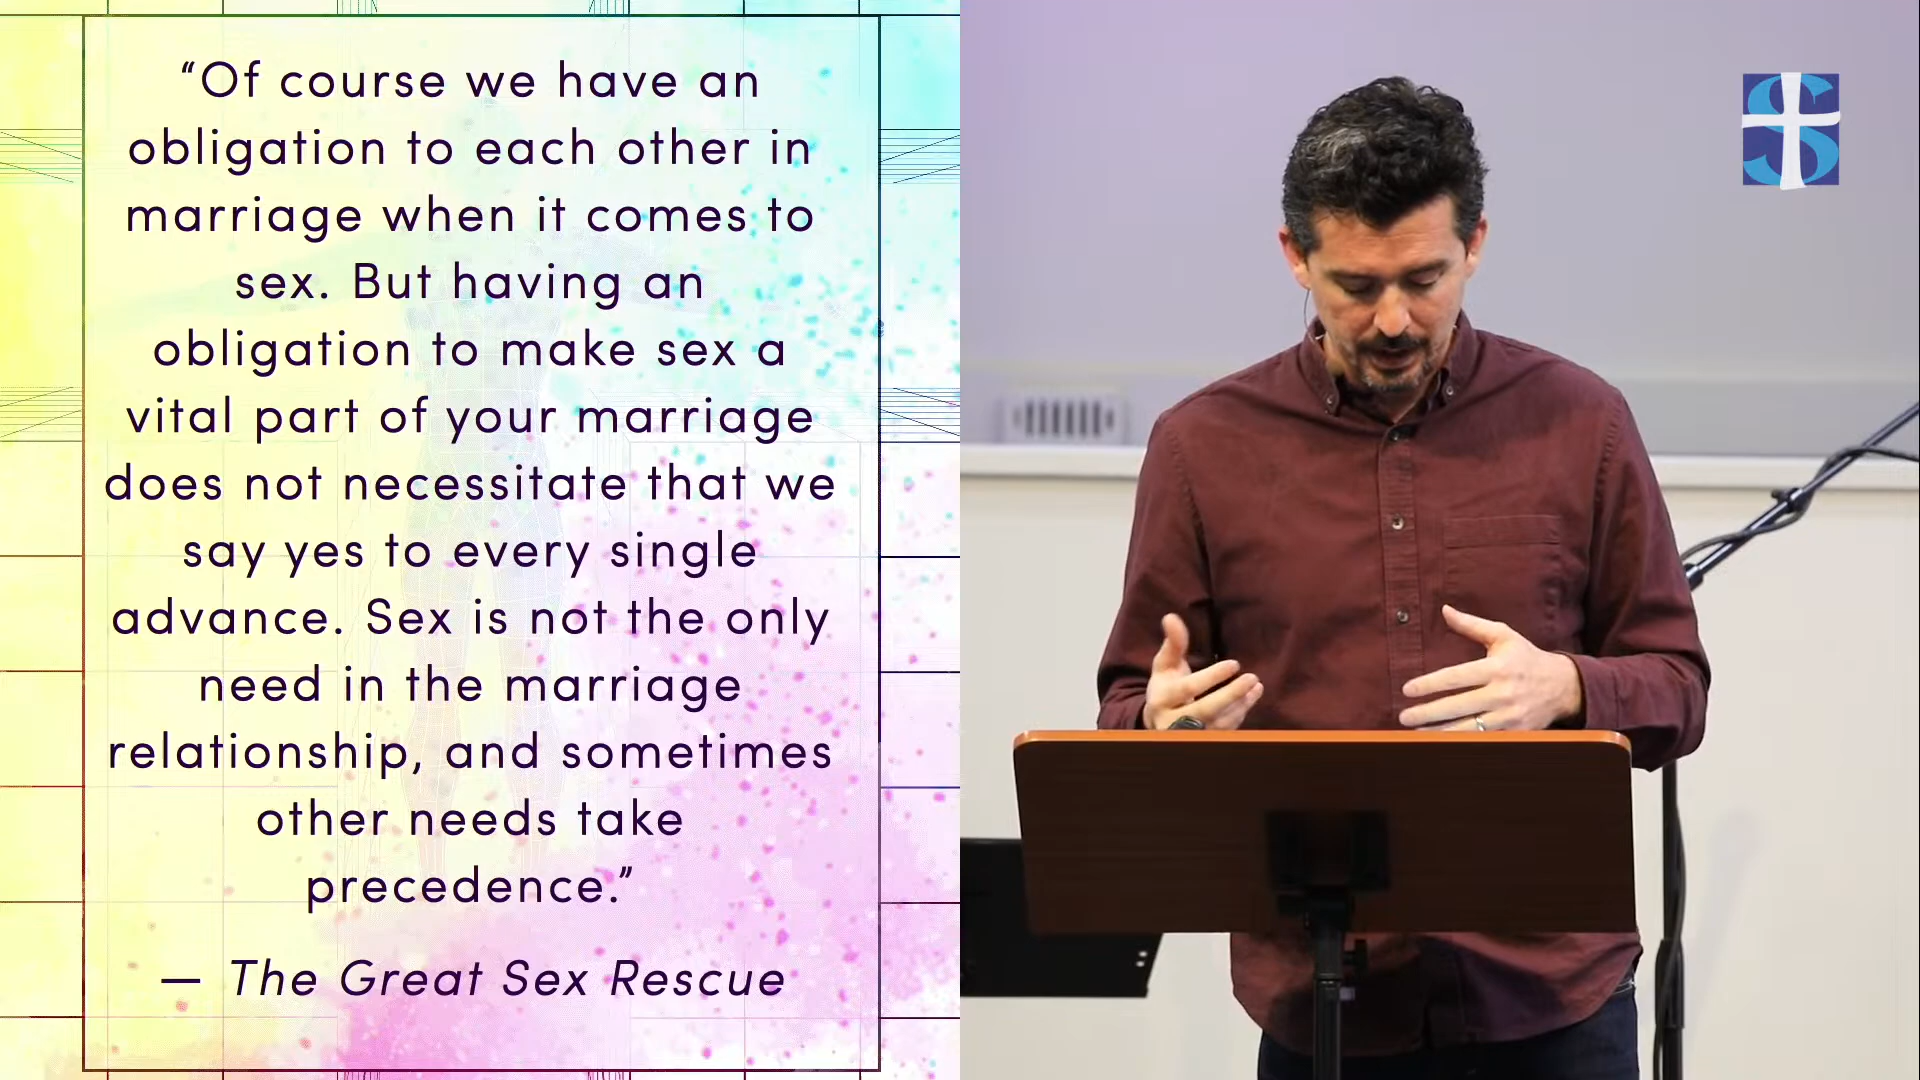 “Of course we have an
obligation to each other in
marriage when it comes to
sex. But having an
obligation to make sex a
vital part of your marriage
does not necessitate that we
say yes to every single
advance. Sex is not the only
need in the marriage
relationship, and sometimes
other needs take
precedence.”
— The Great Sex Rescue
S